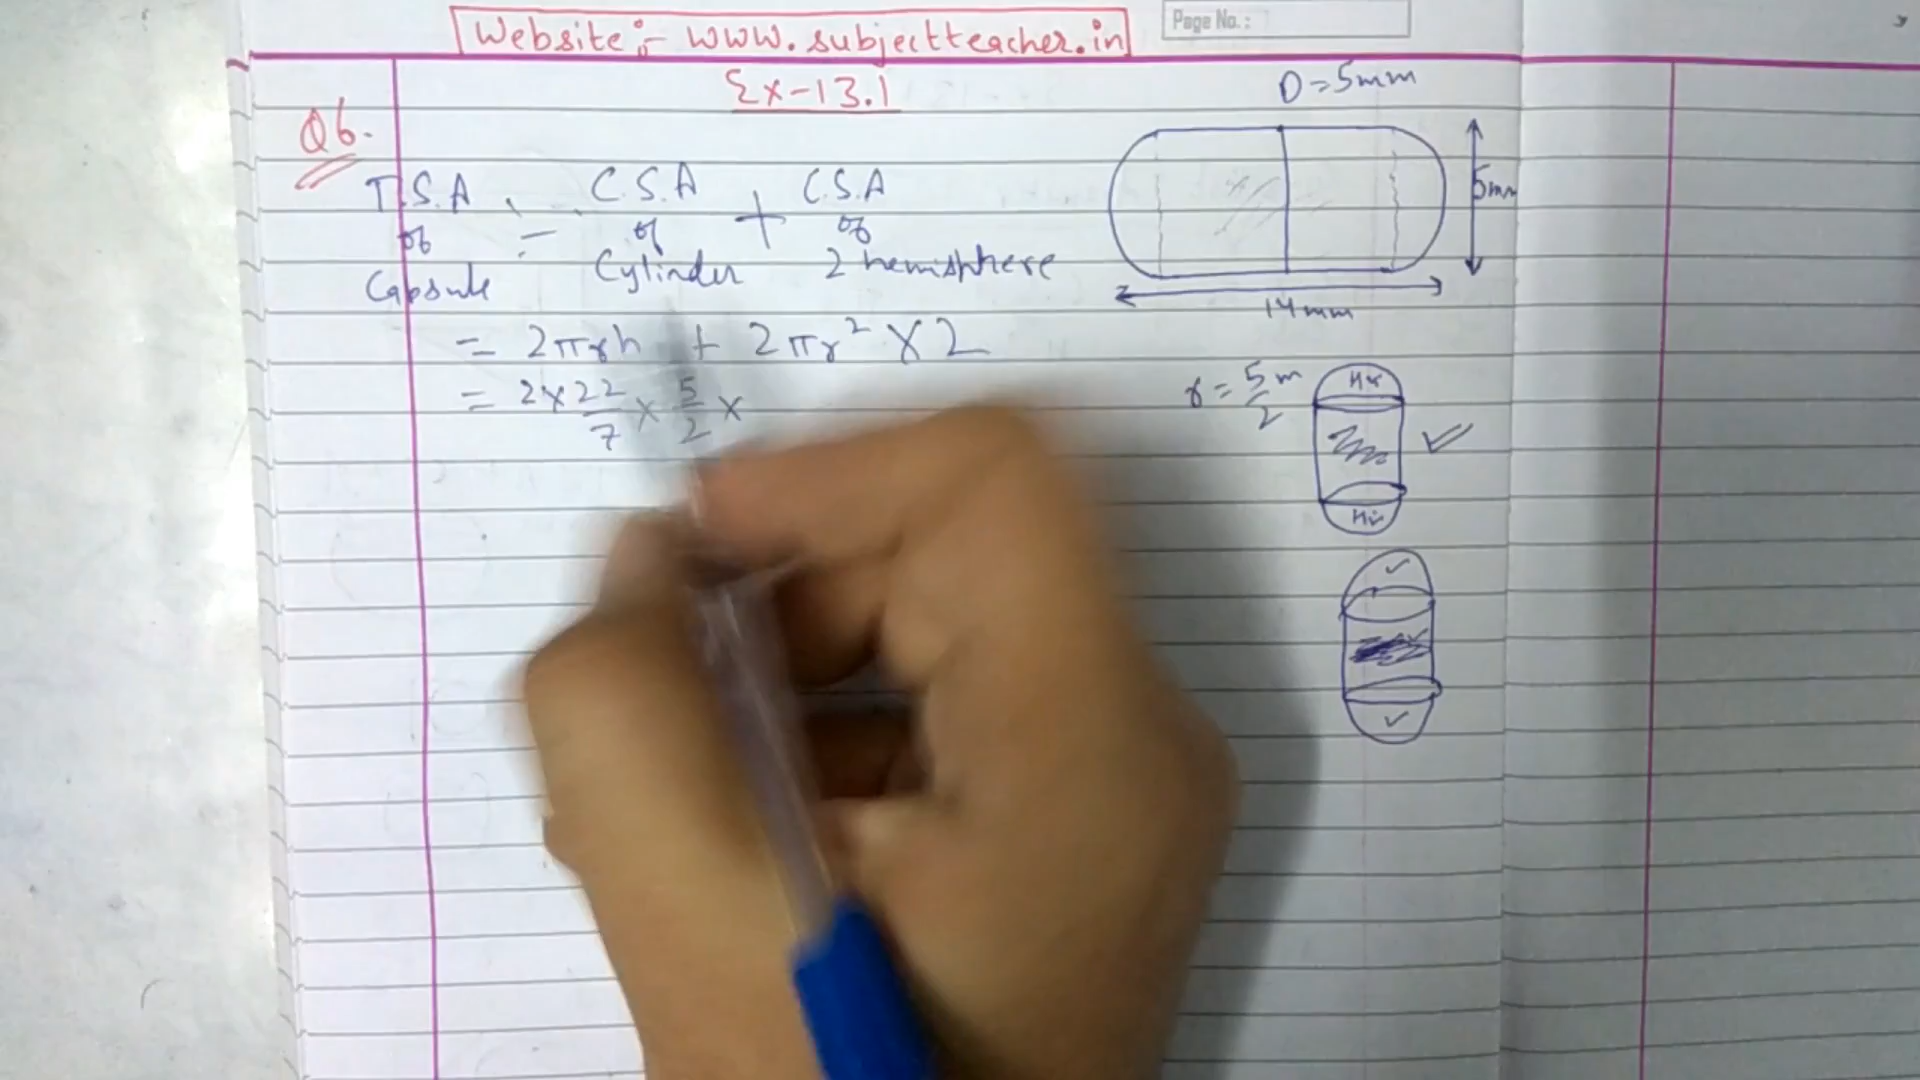 Website:- www.subjectteacher.in
Page No.:
Ex-13.1
D=5mm
Q6.
T.S.A of Capsule = C.S.A of Cylinder + C.S.A of 2 hemisphere
5mm
14mm
= 2πrh + 2πr² × 2
= 2×22/7 × 5/2 ×
r = 5/2 m